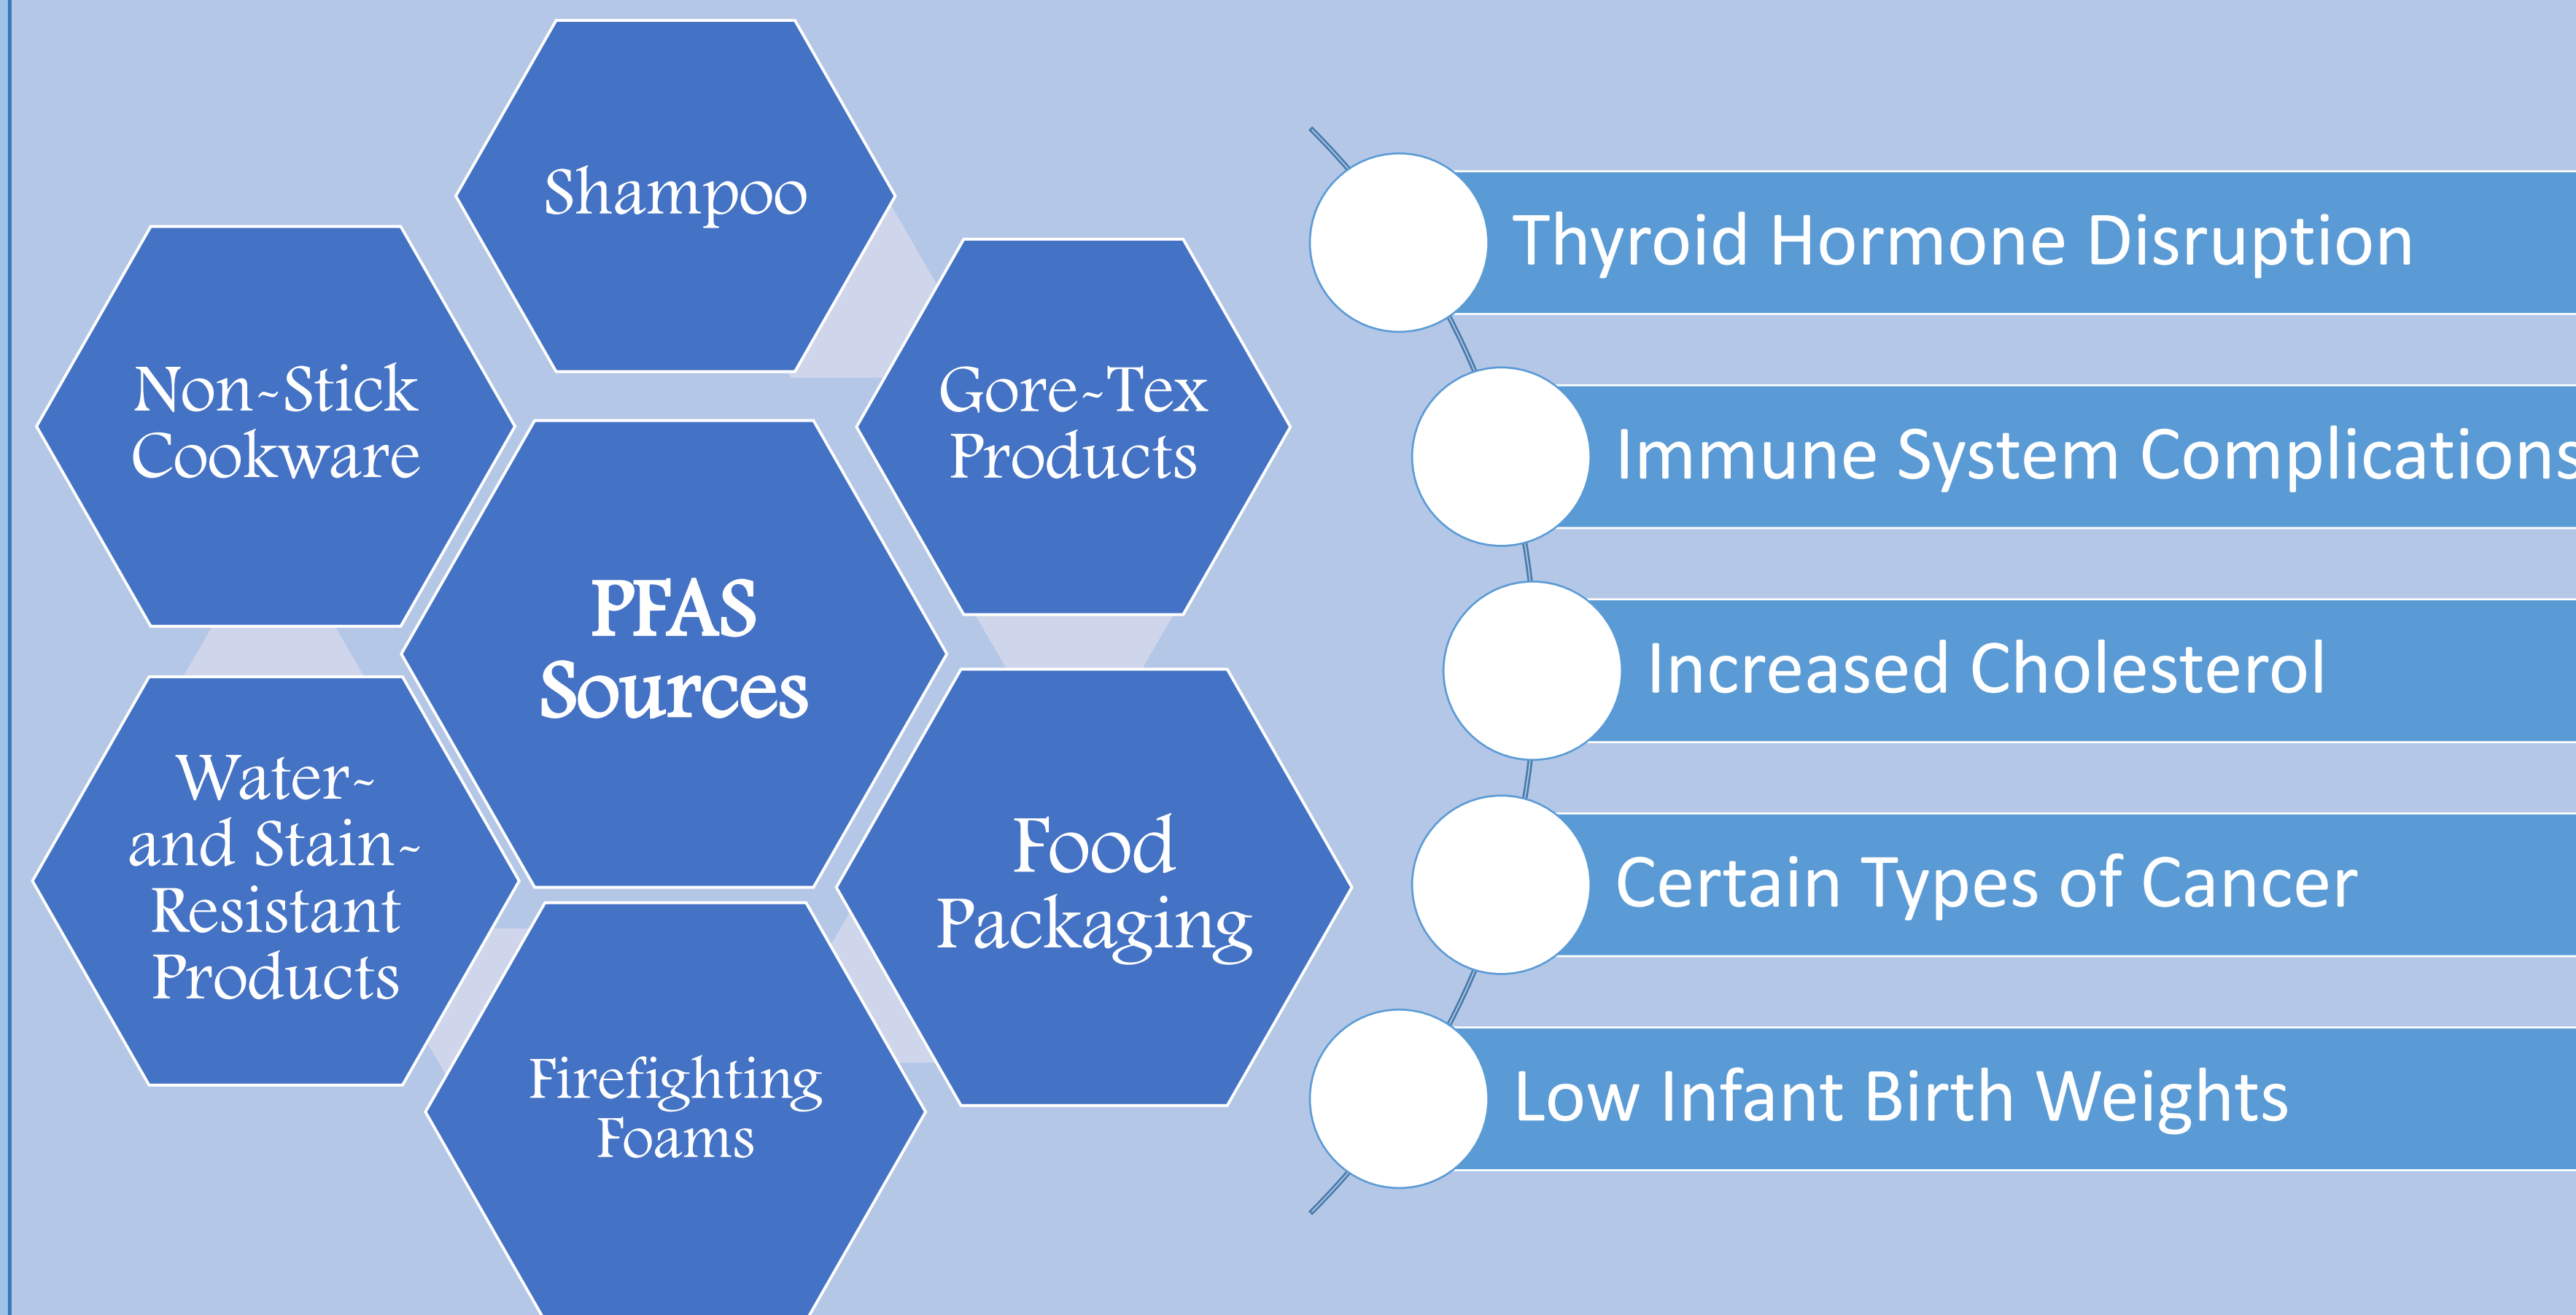 Shampoo
Non-Stick
Cookware
Gore-Tex
Products
PFAS
Sources
Water-
and Stain-
Resistant
Products
Food
Packaging
Firefighting
Foams
Thyroid Hormone Disruption
Immune System Complications
Increased Cholesterol
Certain Types of Cancer
Low Infant Birth Weights